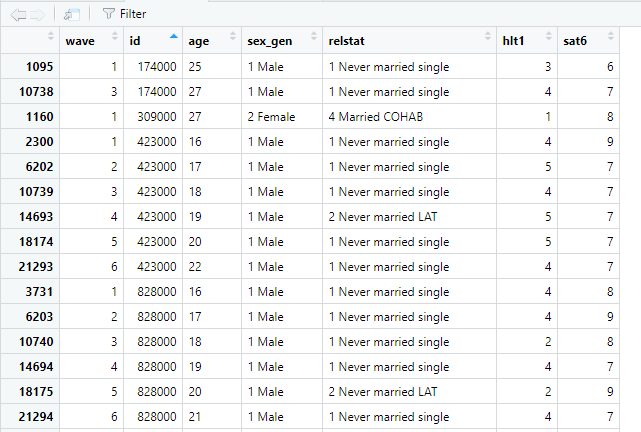 Filter
wave id age sex_gen relstat hlt1 sat6
1095 1 174000 25 1 Male 1 Never married single 3 6
10738 3 174000 27 1 Male 1 Never married single 4 7
1160 1 309000 27 2 Female 4 Married COHAB 1 8
2300 1 423000 16 1 Male 1 Never married single 4 9
6202 2 423000 17 1 Male 1 Never married single 5 7
10739 3 423000 18 1 Male 1 Never married single 4 7
14693 4 423000 19 1 Male 2 Never married LAT 5 7
18174 5 423000 20 1 Male 1 Never married single 5 7
21293 6 423000 22 1 Male 1 Never married single 4 7
3731 1 828000 16 1 Male 1 Never married single 4 8
6203 2 828000 17 1 Male 1 Never married single 4 9
10740 3 828000 18 1 Male 1 Never married single 2 8
14694 4 828000 19 1 Male 1 Never married single 4 7
18175 5 828000 20 1 Male 2 Never married LAT 2 9
21294 6 828000 21 1 Male 1 Never married single 4 7